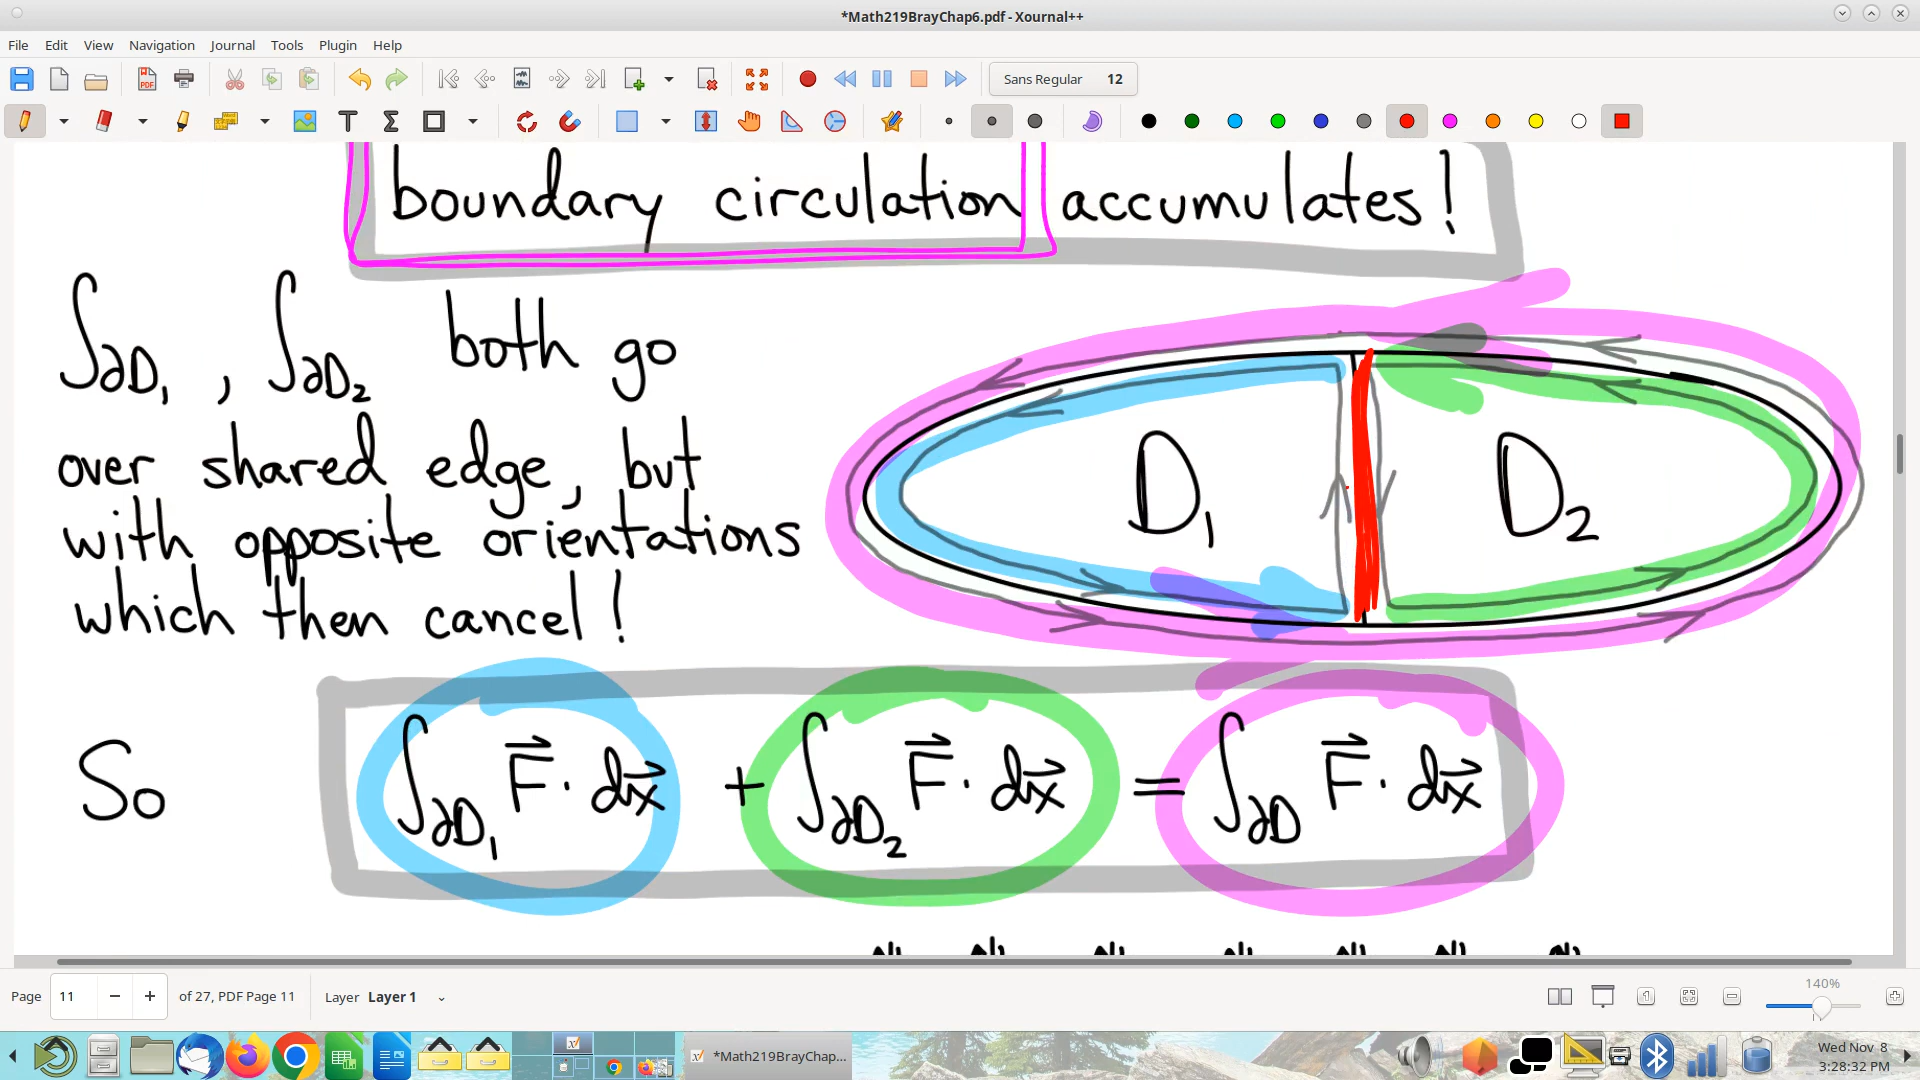 *Math219BrayChap6.pdf - Xournal++
File Edit View Navigation Journal Tools Plugin Help
Sans Regular 12
boundary circulation accumulates!
∫∂D₁ , ∫∂D₂ both go
over shared edge, but
with opposite orientations
which then cancel!
D₁ D₂
So ∫∂D₁ F⃗ · dx⃗ + ∫∂D₂ F⃗ · dx⃗ = ∫∂D F⃗ · dx⃗
Page 11 of 27, PDF Page 11 Layer Layer 1
140%
*Math219BrayChap...
Wed Nov 8
3:28:32 PM